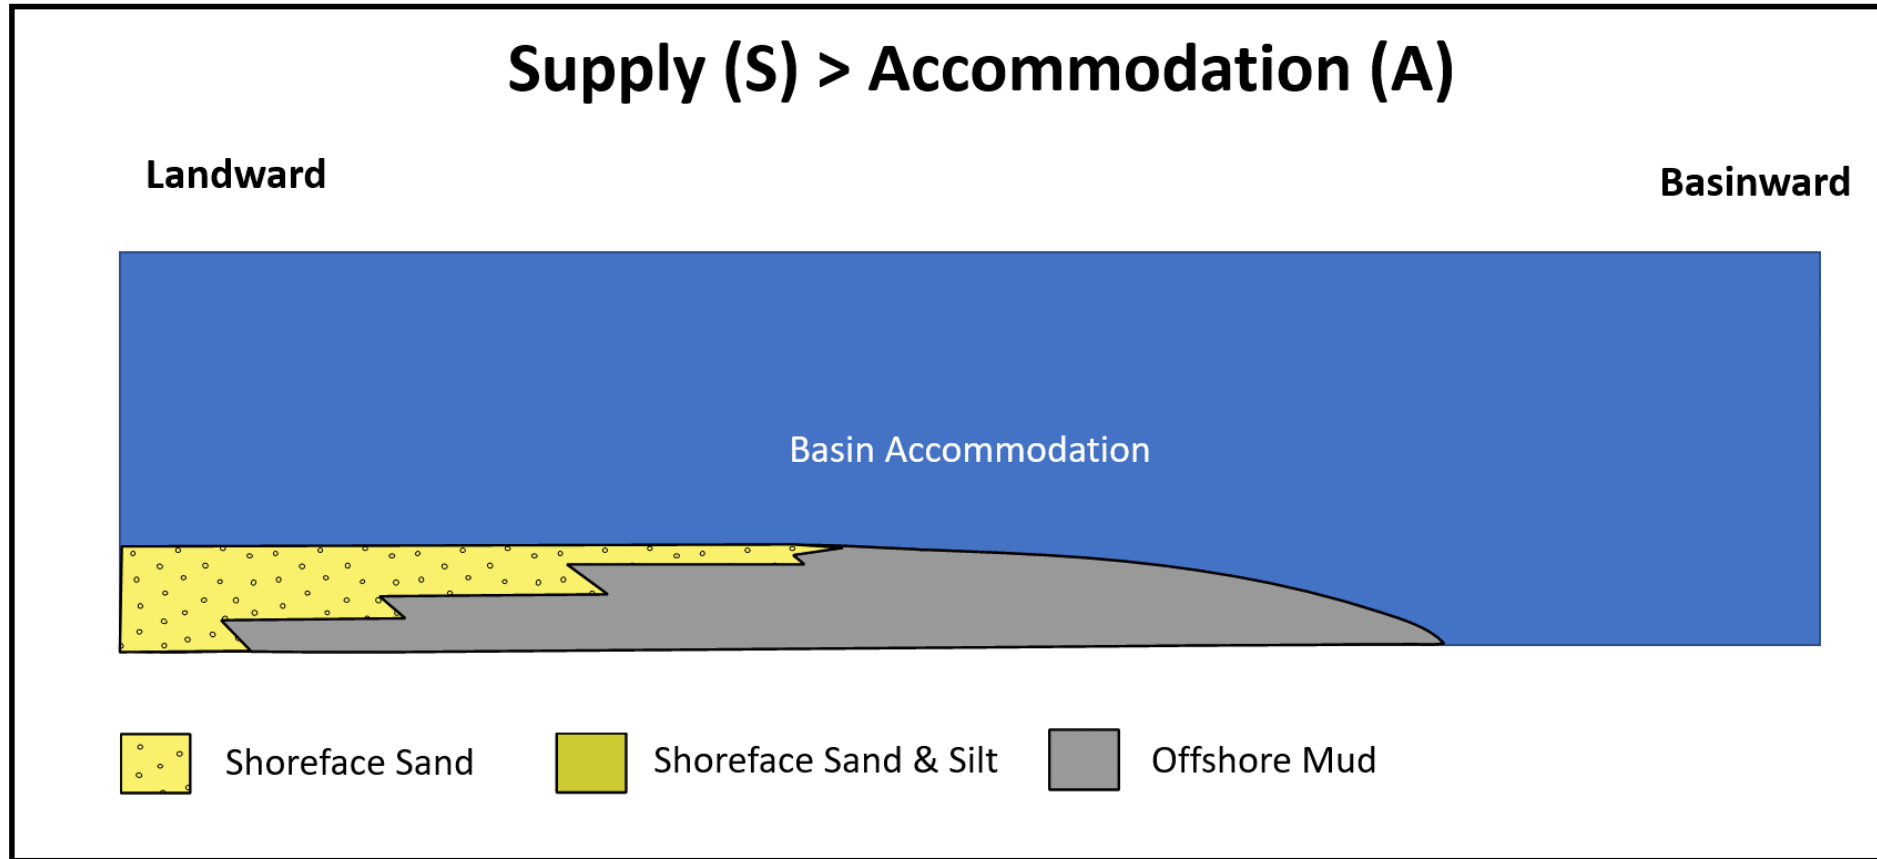 Supply (S) > Accommodation (A)
Landward
Basinward
Basin Accommodation
Shoreface Sand
Shoreface Sand & Silt
Offshore Mud